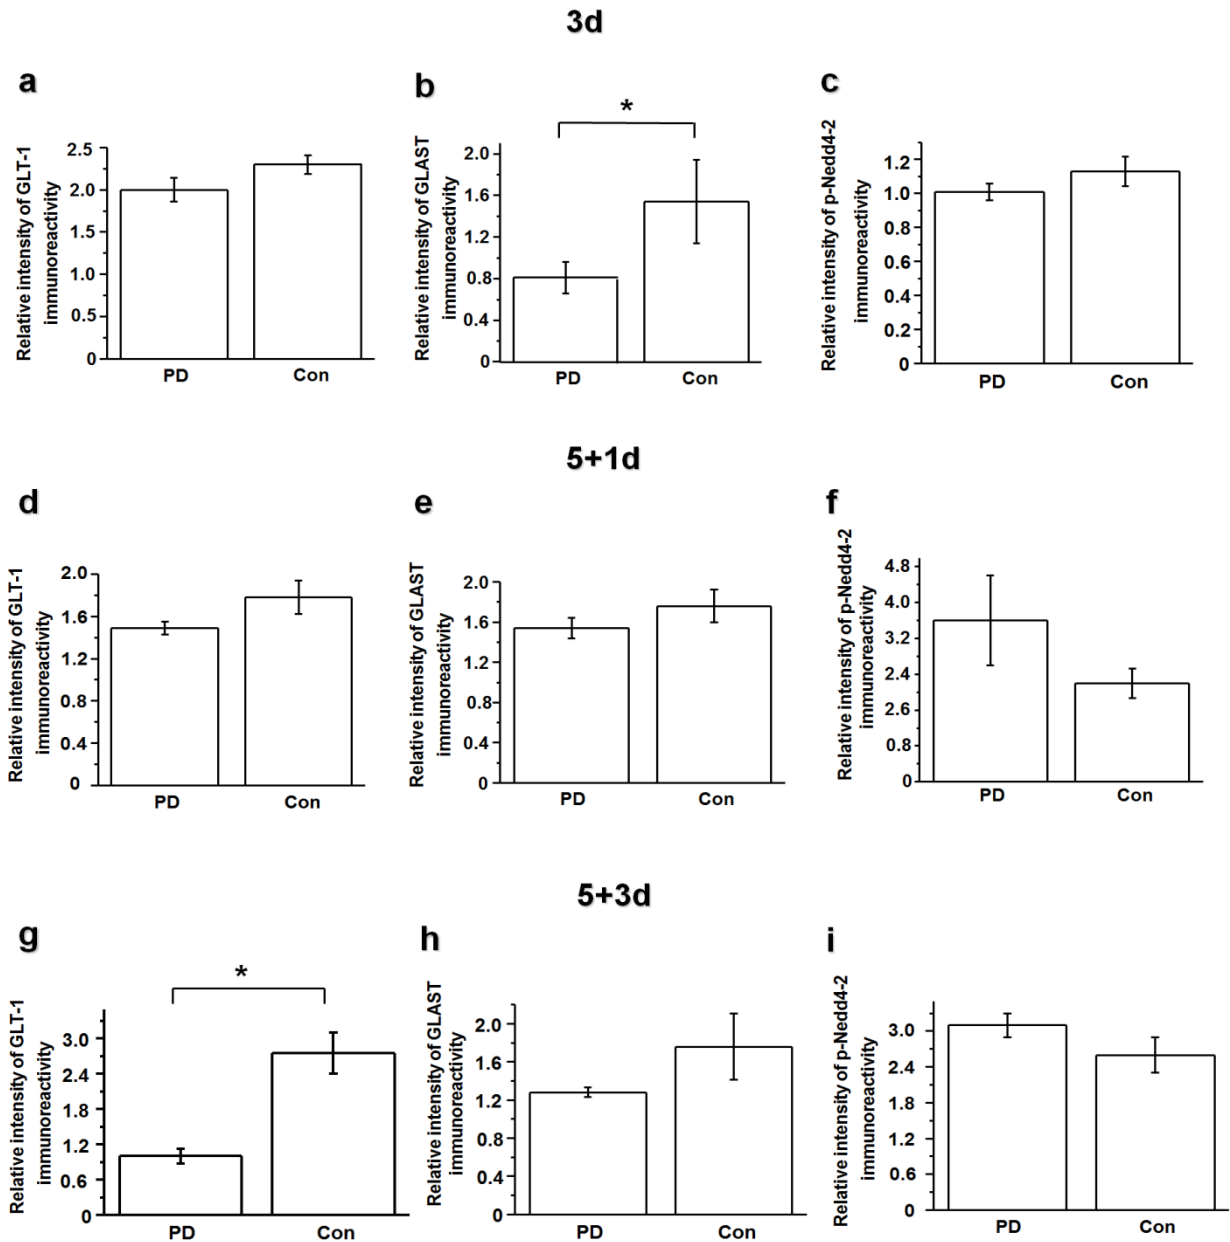 3d
a
b
c
*
Relative intensity of GLT-1
immunoreactivity
2.5
2.0
1.5
1.0
0.5
0
PD
Con
Relative intensity of GLAST
immunoreactivity
2.0
1.6
1.2
0.8
0.4
0
PD
Con
Relative intensity of p-Nedd4-2
immunoreactivity
1.2
1.0
0.8
0.6
0.4
0.2
0
PD
Con
5+1d
d
e
f
Relative intensity of GLT-1
immunoreactivity
2.0
1.6
1.2
0.8
0.4
0
PD
Con
Relative intensity of GLAST
immunoreactivity
2.0
1.6
1.2
0.8
0.4
0
PD
Con
Relative intensity of p-Nedd4-2
immunoreactivity
4.8
4.0
3.2
2.4
2.6
0.8
0
PD
Con
5+3d
g
h
i
*
Relative intensity of GLT-1
immunoreactivity
3.0
2.4
1.8
1.2
0.6
0
PD
Con
Relative intensity of GLAST
immunoreactivity
2.0
1.6
1.2
0.8
0.4
0
PD
Con
Relative intensity of p-Nedd4-2
immunoreactivity
3.0
2.4
1.8
1.2
0.6
0
PD
Con